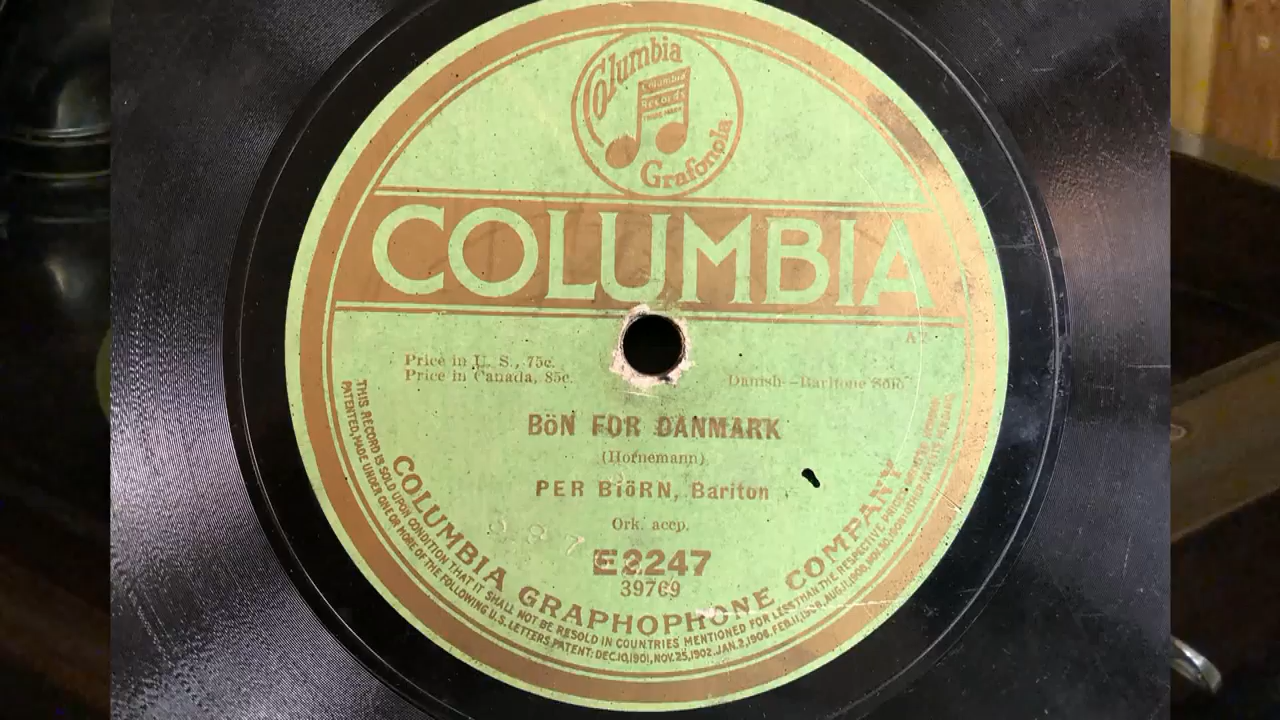 Columbia
Columbia
Records
Grafonola
COLUMBIA
Price in U. S., 75c.
Price in Canada, 85c.
Danish—Baritone Solo
BöN FOR DANMARK
(Hornemann)
PER BIöRN, Bariton
Ork. accp.
E2247
39769
COLUMBIA GRAPHOPHONE COMPANY
THIS RECORD IS SOLD UPON CONDITION THAT IT SHALL NOT BE RESOLD IN COUNTRIES MENTIONED FOR LESS THAN THE RESPECTIVE PRICES
PATENTED, MADE UNDER ONE OR MORE OF THE FOLLOWING U.S. LETTERS PATENT: DEC.10,1901, NOV.25,1902, JAN.2,1906, FEB.11,1908, AUG.11,1908,